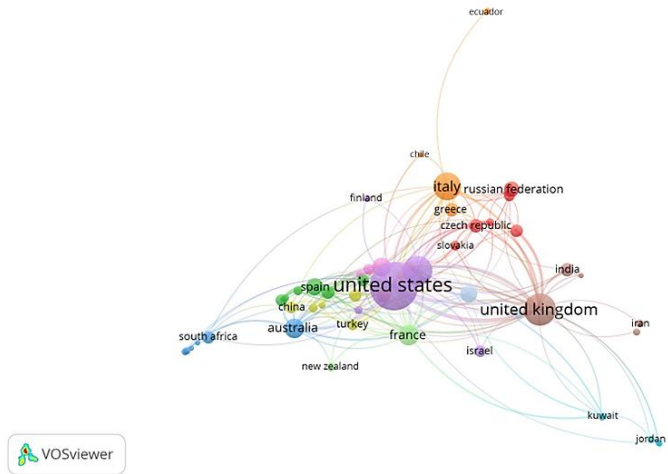 ecuador
chile
italy
russian federation
finland
greece
czech republic
slovakia
india
spain
united states
china
united kingdom
turkey
iran
australia
france
south africa
israel
new zealand
kuwait
jordan
VOSviewer